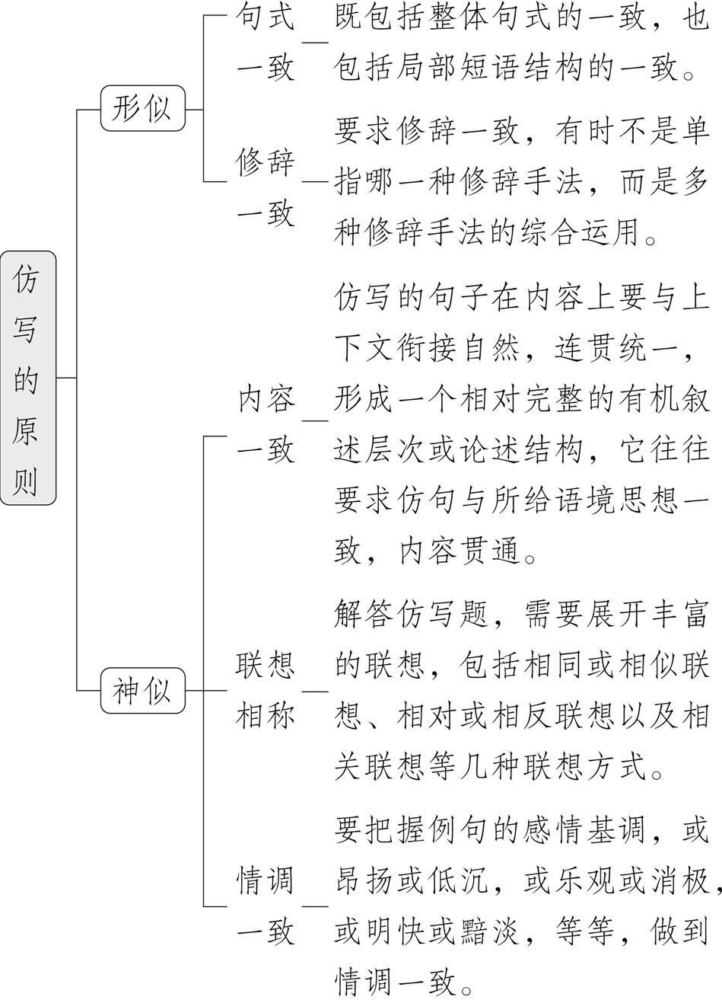 仿写的原则
形似
句式
一致
既包括整体句式的一致，也
包括局部短语结构的一致。
修辞
一致
要求修辞一致，有时不是单
指哪一种修辞手法，而是多
种修辞手法的综合运用。
神似
内容
一致
仿写的句子在内容上要与上
下文衔接自然，连贯统一，
形成一个相对完整的有机叙
述层次或论述结构，它往往
要求仿句与所给语境思想一
致，内容贯通。
联想
相称
解答仿写题，需要展开丰富
的联想，包括相同或相似联
想、相对或相反联想以及相
关联想等几种联想方式。
情调
一致
要把握例句的感情基调，或
昂扬或低沉，或乐观或消极，
或明快或黯淡，等等，做到
情调一致。